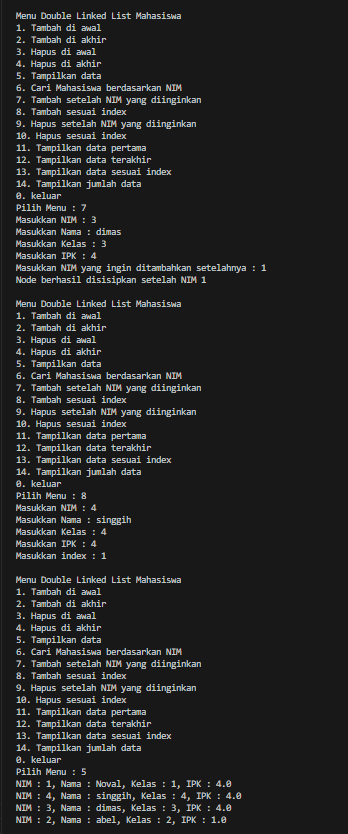 Menu Double Linked List Mahasiswa
1. Tambah di awal
2. Tambah di akhir
3. Hapus di awal
4. Hapus di akhir
5. Tampilkan data
6. Cari Mahasiswa berdasarkan NIM
7. Tambah setelah NIM yang diinginkan
8. Tambah sesuai index
9. Hapus setelah NIM yang diinginkan
10. Hapus sesuai index
11. Tampilkan data pertama
12. Tampilkan data terakhir
13. Tampilkan data sesuai index
14. Tampilkan jumlah data
0. keluar
Pilih Menu : 7
Masukkan NIM : 3
Masukkan Nama : dimas
Masukkan Kelas : 3
Masukkan IPK : 4
Masukkan NIM yang ingin ditambahkan setelahnya : 1
Node berhasil disisipkan setelah NIM 1
Menu Double Linked List Mahasiswa
1. Tambah di awal
2. Tambah di akhir
3. Hapus di awal
4. Hapus di akhir
5. Tampilkan data
6. Cari Mahasiswa berdasarkan NIM
7. Tambah setelah NIM yang diinginkan
8. Tambah sesuai index
9. Hapus setelah NIM yang diinginkan
10. Hapus sesuai index
11. Tampilkan data pertama
12. Tampilkan data terakhir
13. Tampilkan data sesuai index
14. Tampilkan jumlah data
0. keluar
Pilih Menu : 8
Masukkan NIM : 4
Masukkan Nama : singgih
Masukkan Kelas : 4
Masukkan IPK : 4
Masukkan index : 1
Menu Double Linked List Mahasiswa
1. Tambah di awal
2. Tambah di akhir
3. Hapus di awal
4. Hapus di akhir
5. Tampilkan data
6. Cari Mahasiswa berdasarkan NIM
7. Tambah setelah NIM yang diinginkan
8. Tambah sesuai index
9. Hapus setelah NIM yang diinginkan
10. Hapus sesuai index
11. Tampilkan data pertama
12. Tampilkan data terakhir
13. Tampilkan data sesuai index
14. Tampilkan jumlah data
0. keluar
Pilih Menu : 5
NIM : 1, Nama : Noval, Kelas : 1, IPK : 4.0
NIM : 4, Nama : singgih, Kelas : 4, IPK : 4.0
NIM : 3, Nama : dimas, Kelas : 3, IPK : 4.0
NIM : 2, Nama : abel, Kelas : 2, IPK : 1.0